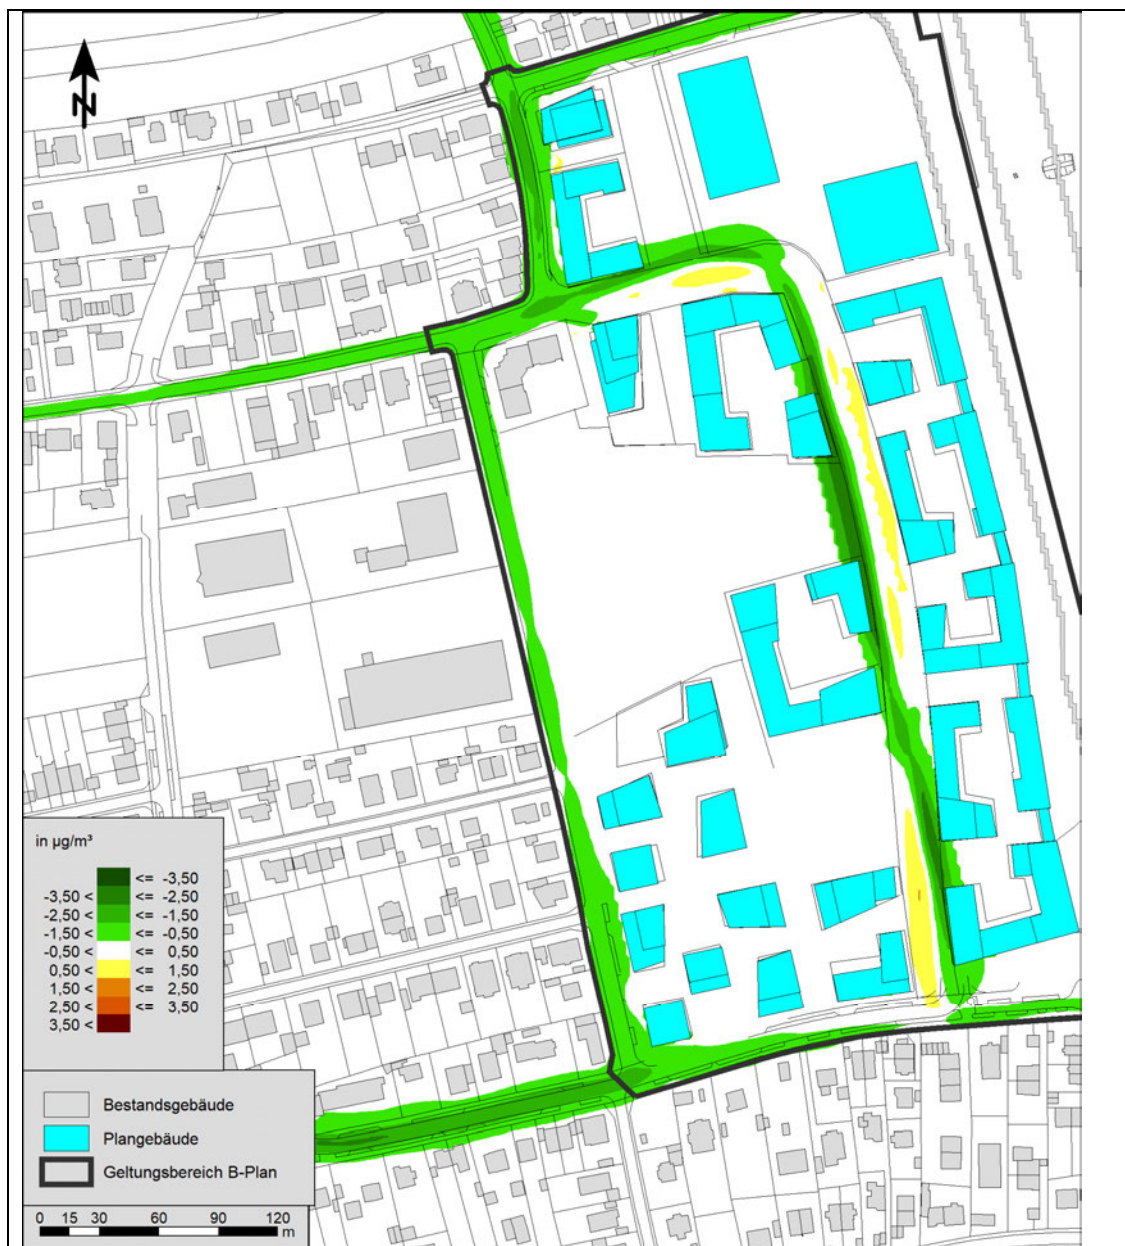 N
in µg/m³
<= -3,50
-3,50 < <= -2,50
-2,50 < <= -1,50
-1,50 < <= -0,50
-0,50 < <= 0,50
0,50 < <= 1,50
1,50 < <= 2,50
2,50 < <= 3,50
3,50 <
Bestandsgebäude
Plangebäude
Geltungsbereich B-Plan
0 15 30 60 90 120
m